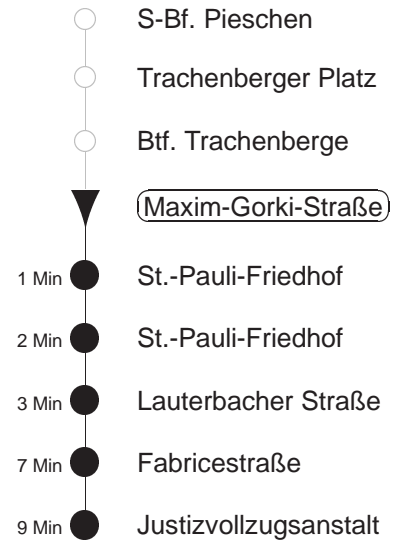 S-Bf. Pieschen
Trachenberger Platz
Btf. Trachenberge
Maxim-Gorki-Straße
1 Min St.-Pauli-Friedhof
2 Min St.-Pauli-Friedhof
3 Min Lauterbacher Straße
7 Min Fabricestraße
9 Min Justizvollzugsanstalt